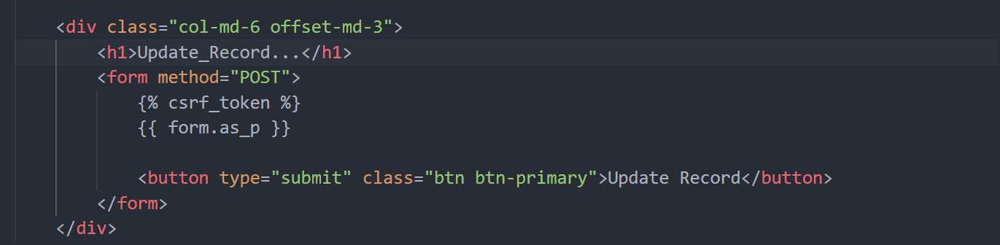 <div class="col-md-6 offset-md-3">
<h1>Update_Record...</h1>
<form method="POST">
{% csrf_token %}
{{ form.as_p }}
<button type="submit" class="btn btn-primary">Update Record</button>
</form>
</div>